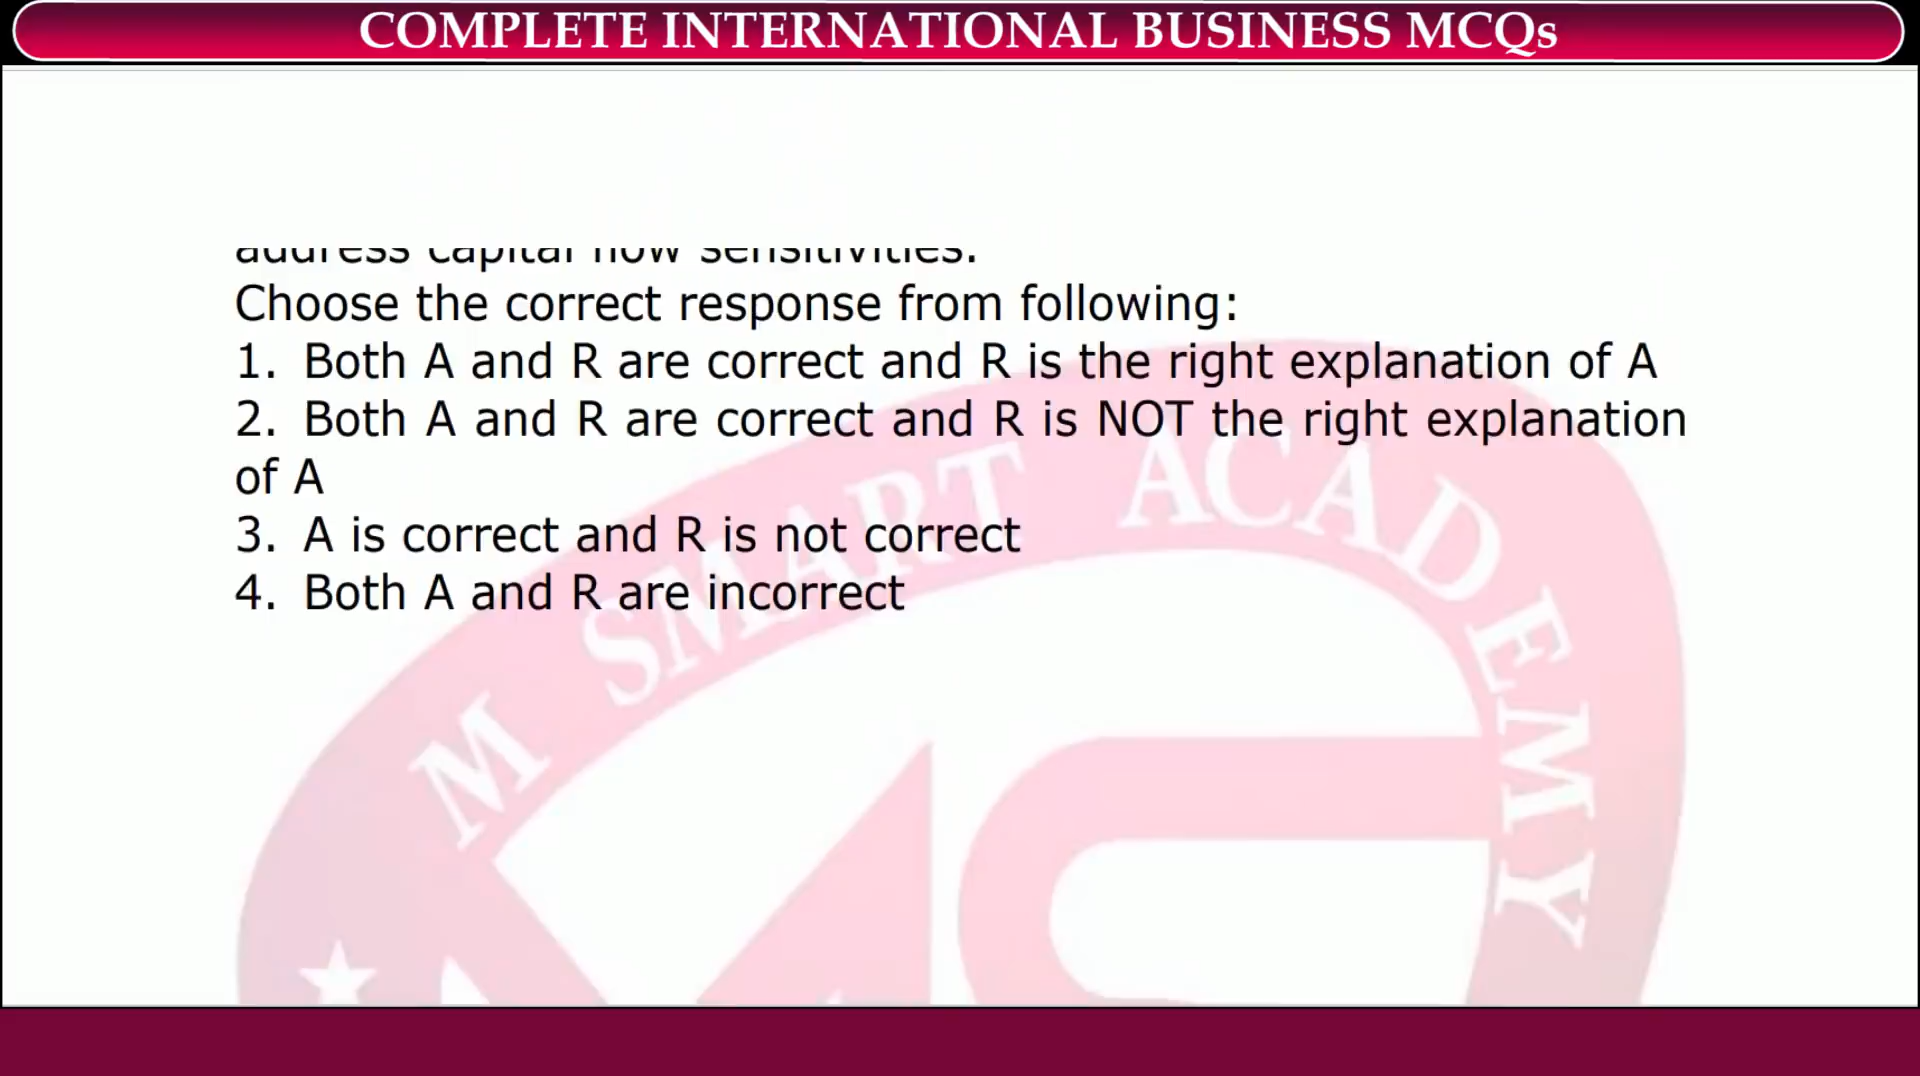 COMPLETE INTERNATIONAL BUSINESS MCQs
address capital flow sensitivities.
Choose the correct response from following:
1. Both A and R are correct and R is the right explanation of A
2. Both A and R are correct and R is NOT the right explanation
of A
3. A is correct and R is not correct
4. Both A and R are incorrect
M SMART ACADEMY